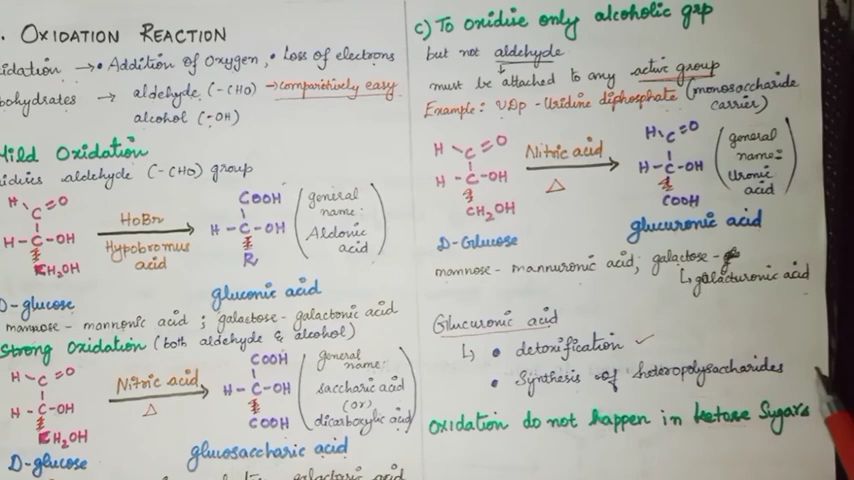 . OXIDATION REACTION
idation → • Addition of Oxygen, • Loss of electrons
bohydrates → aldehyde (-CHO) → comparitively easy
alcohol (-OH)
Mild Oxidation
idizes aldehyde (-CHO) group
H C = O
H - C - OH
CH2OH
HOBr
Hypobromus acid
COOH
H - C - OH
R
(general name: Aldonic acid)
D-glucose
gluconic acid
mannose - mannonic acid ; galactose - galactonic acid
Strong Oxidation (both aldehyde & alcohol)
H C = O
H - C - OH
CH2OH
Nitric acid
Δ
COOH
H - C - OH
COOH
(general name: saccharic acid (or) dicarboxylic acid)
D-glucose
glucosaccharic acid
galactaric acid
c) To oxidise only alcoholic grp
but not aldehyde
must be attached to any active group
Example: UDP - Uridine diphosphate (monosaccharide carrier)
H C = O
H - C - OH
CH2OH
Nitric acid
Δ
H C = O
H - C - OH
COOH
(general name: Uronic acid)
D-Glucose
glucuronic acid
mannose - mannuronic acid; galactose -
↳ galacturonic acid
Glucuronic acid
↳ • detoxification ✓
• Synthesis of heteropolysaccharides
Oxidation do not happen in ketose Sugars